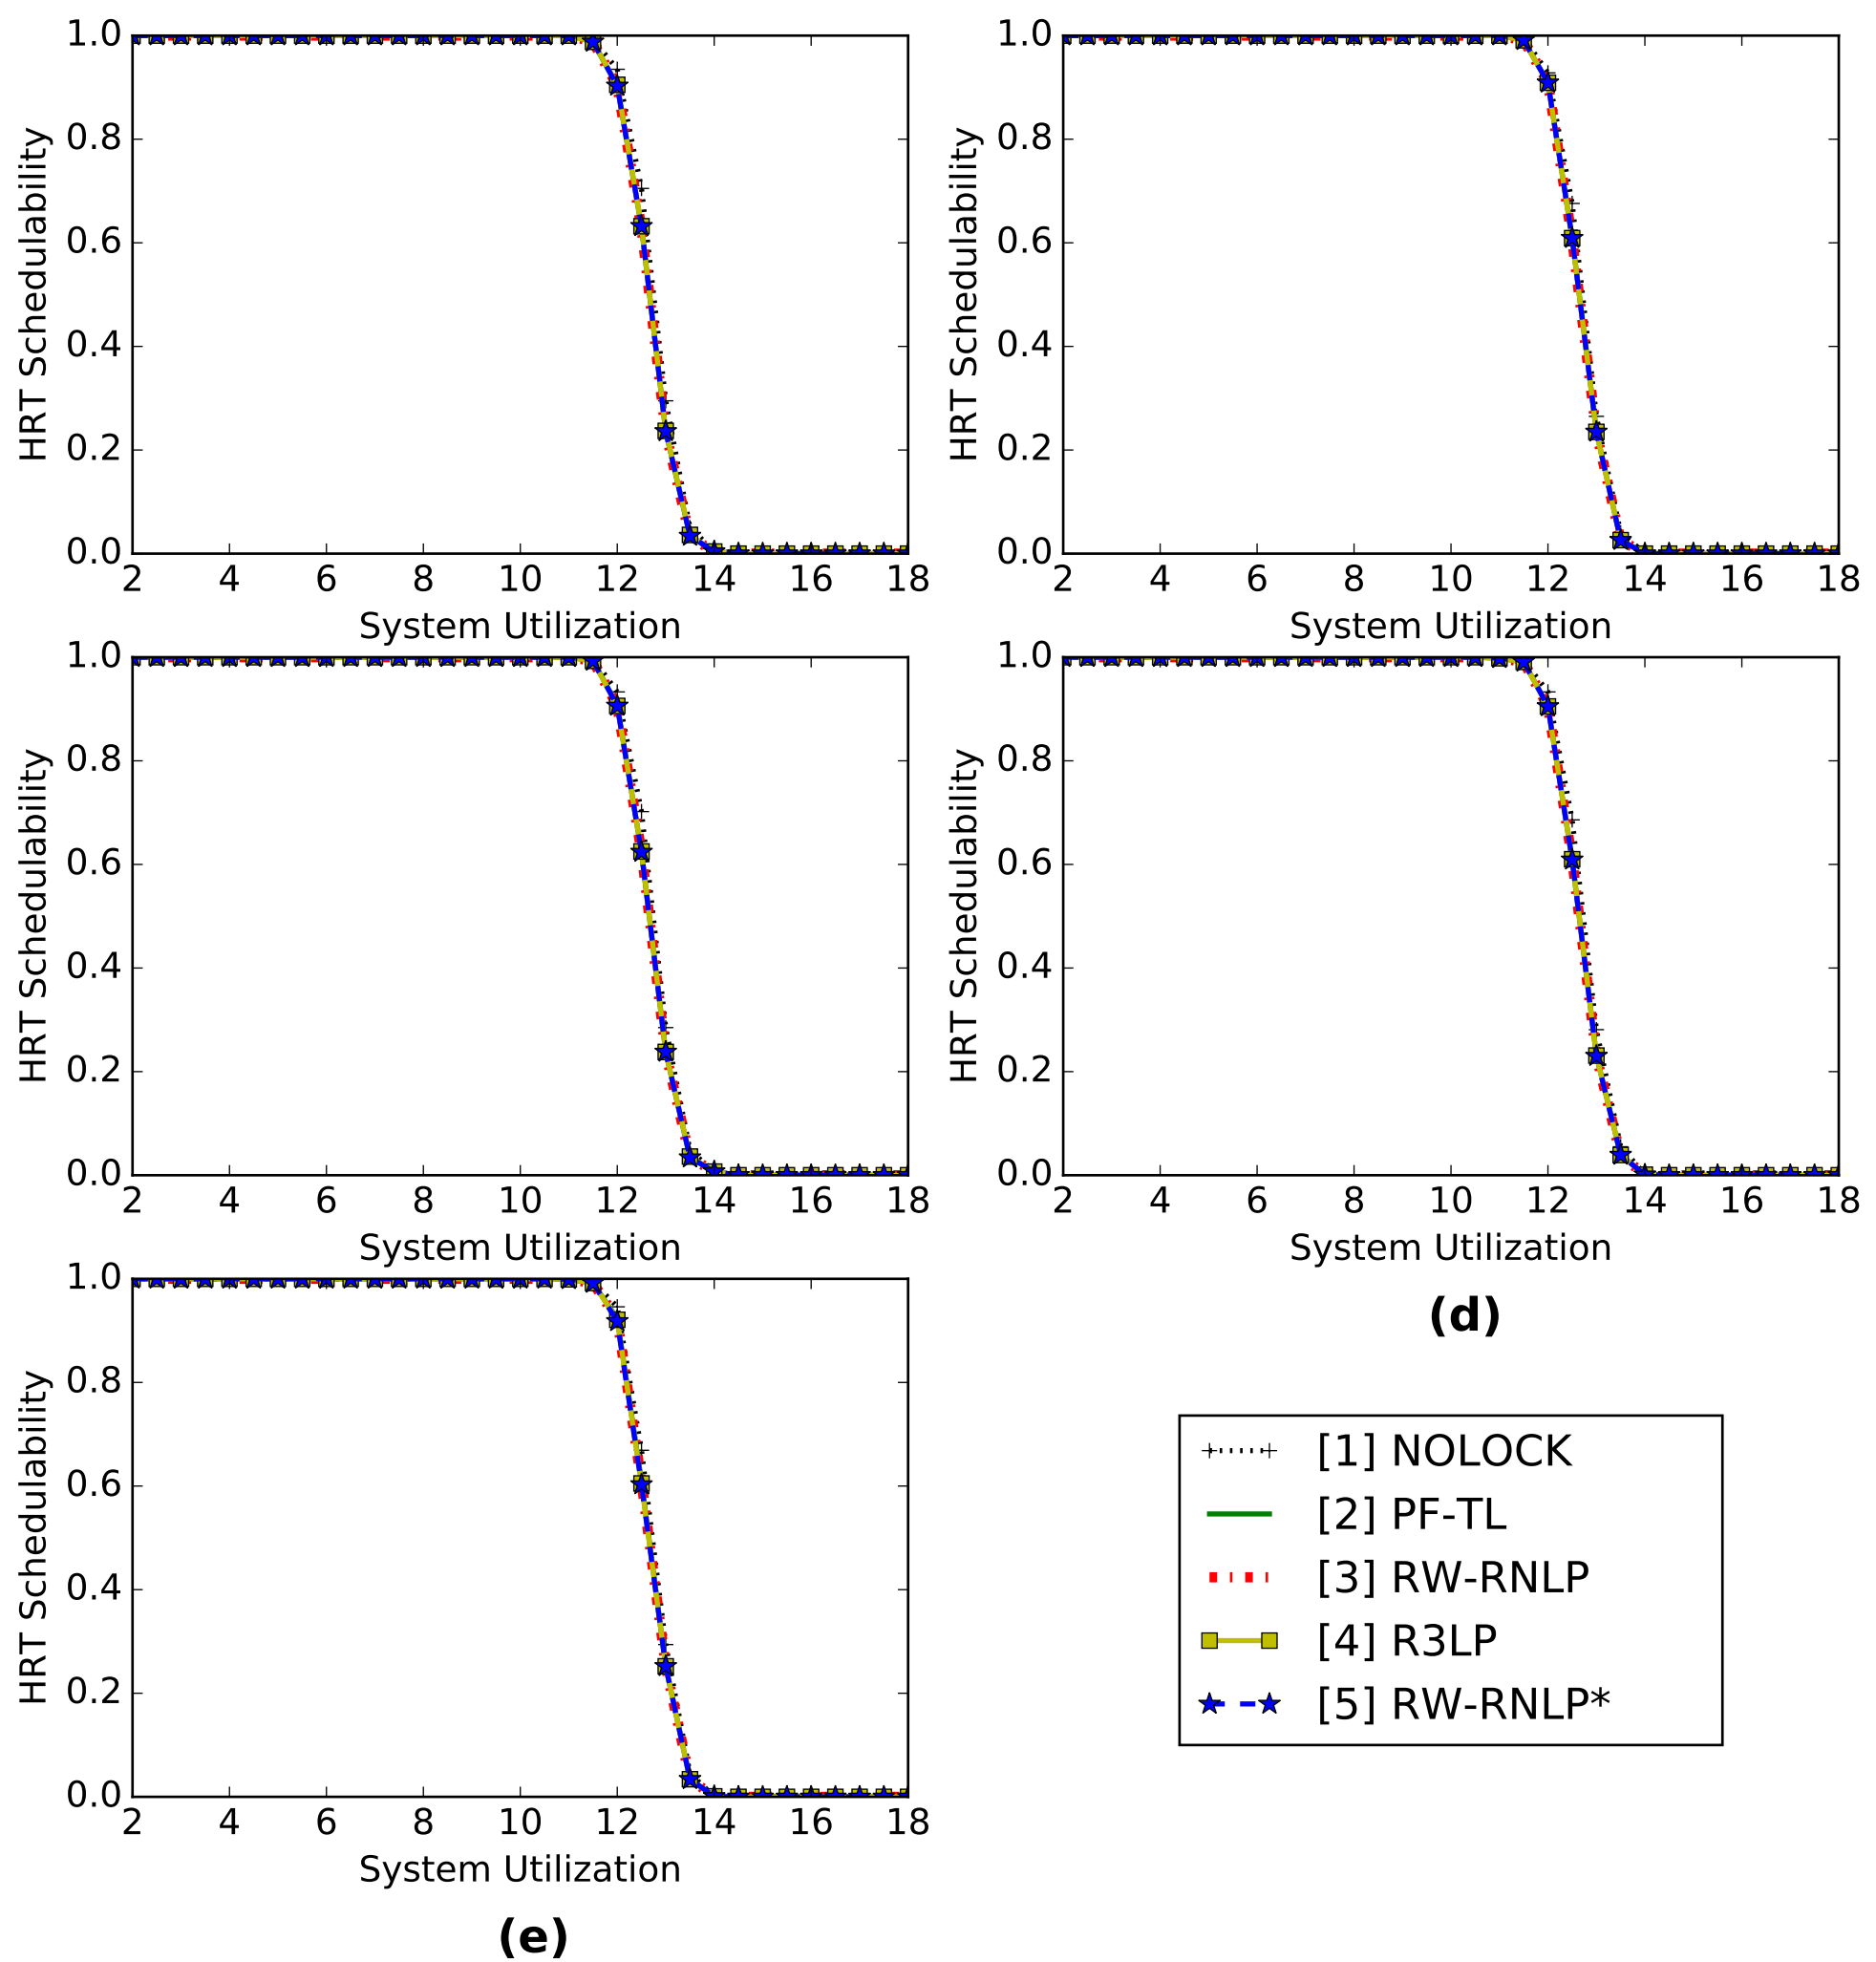 1.0
0.8
0.6
0.4
0.2
0.0
HRT Schedulability
2 4 6 8 10 12 14 16 18
System Utilization
1.0
0.8
0.6
0.4
0.2
0.0
HRT Schedulability
2 4 6 8 10 12 14 16 18
System Utilization
1.0
0.8
0.6
0.4
0.2
0.0
HRT Schedulability
2 4 6 8 10 12 14 16 18
System Utilization
1.0
0.8
0.6
0.4
0.2
0.0
HRT Schedulability
2 4 6 8 10 12 14 16 18
System Utilization
(d)
1.0
0.8
0.6
0.4
0.2
0.0
HRT Schedulability
2 4 6 8 10 12 14 16 18
System Utilization
(e)
[1] NOLOCK
[2] PF-TL
[3] RW-RNLP
[4] R3LP
[5] RW-RNLP*